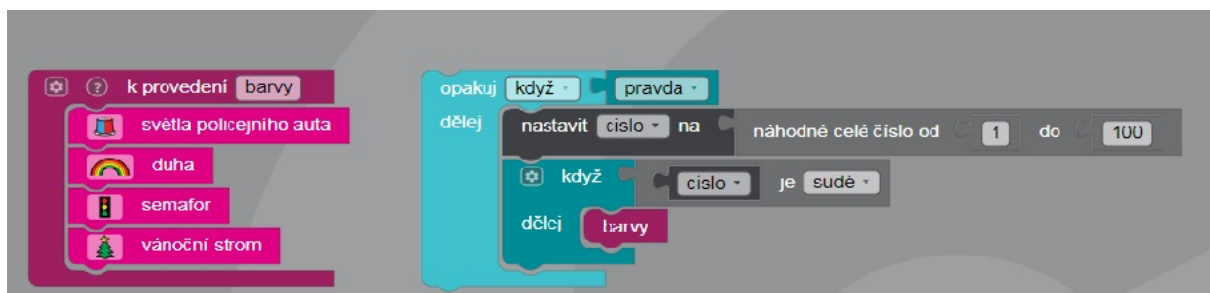 k provedení barvy
světla policejního auta
duha
semafor
vánoční strom
opakuj když pravda
dělej nastavit cislo na náhodné celé číslo od 1 do 100
když cislo je sudé
dělej barvy